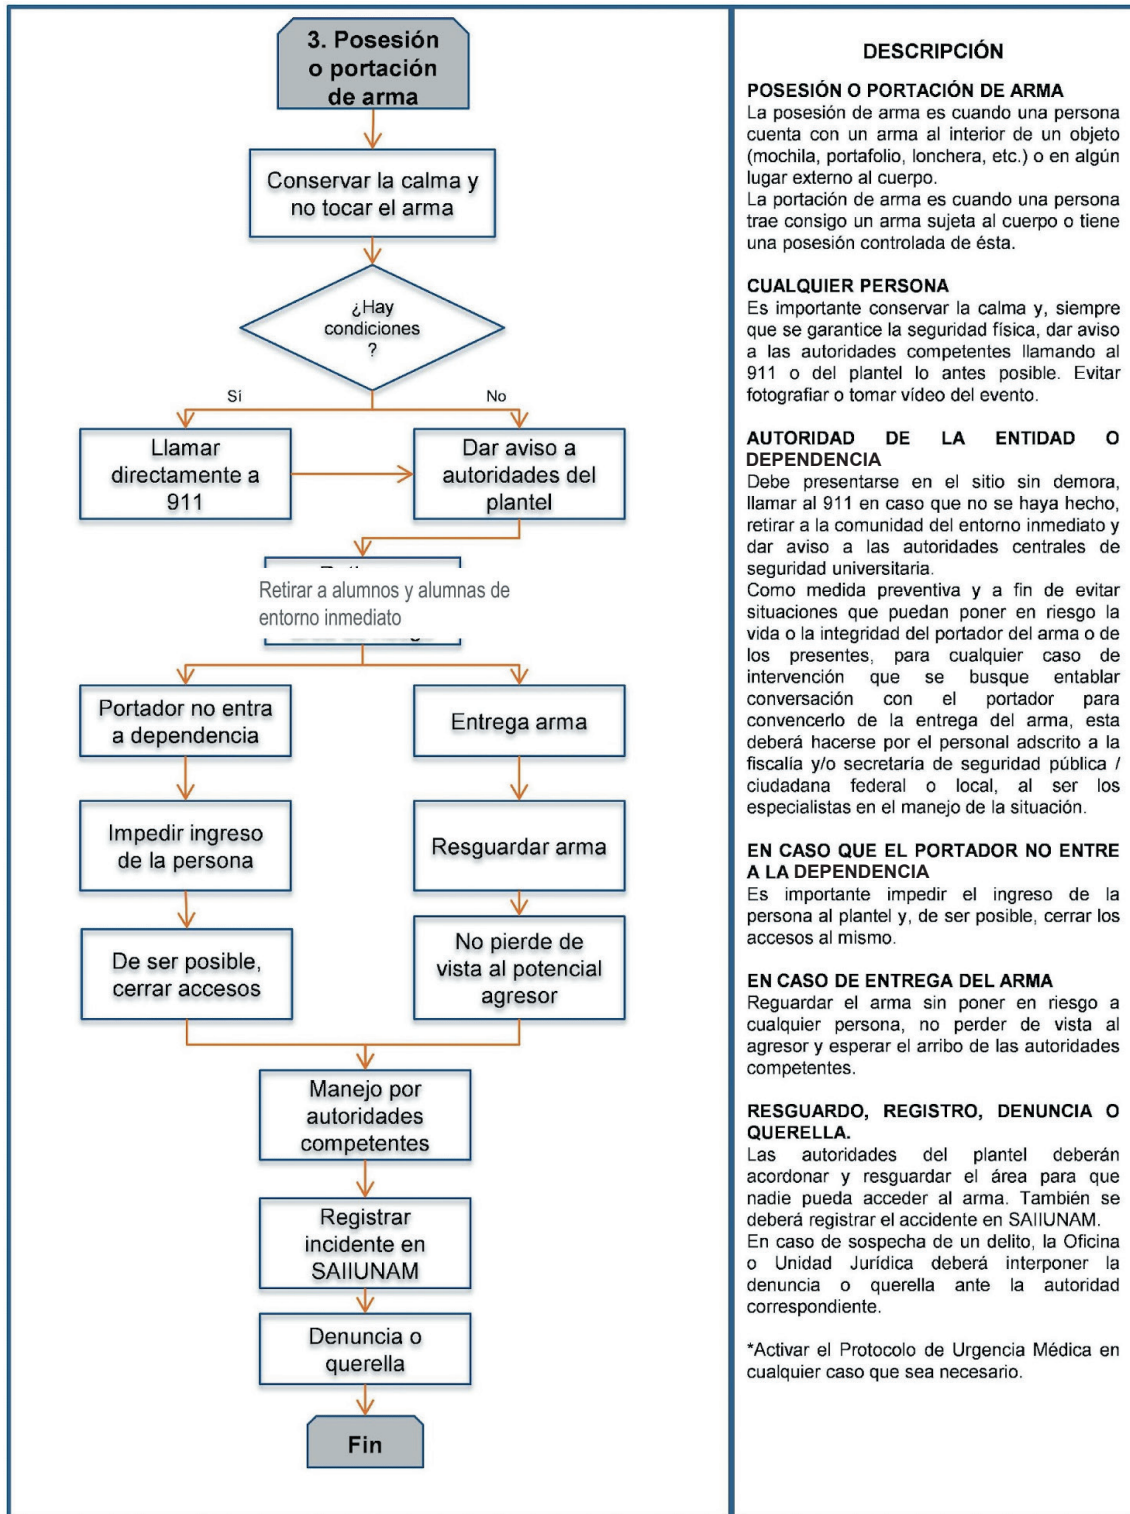 3. Posesión
o portación
de arma
Conservar la calma y
no tocar el arma
¿Hay
condiciones
?
Sí
No
Llamar
directamente a
911
Dar aviso a
autoridades del
plantel
Retirar a alumnos y alumnas de
entorno inmediato
Portador no entra
a dependencia
Entrega arma
Impedir ingreso
de la persona
Resguardar arma
De ser posible,
cerrar accesos
No pierde de
vista al potencial
agresor
Manejo por
autoridades
competentes
Registrar
incidente en
SAIIUNAM
Denuncia o
querella
Fin
DESCRIPCIÓN
POSESIÓN O PORTACIÓN DE ARMA
La posesión de arma es cuando una persona
cuenta con un arma al interior de un objeto
(mochila, portafolio, lonchera, etc.) o en algún
lugar externo al cuerpo.
La portación de arma es cuando una persona
trae consigo un arma sujeta al cuerpo o tiene
una posesión controlada de ésta.
CUALQUIER PERSONA
Es importante conservar la calma y, siempre
que se garantice la seguridad física, dar aviso
a las autoridades competentes llamando al
911 o del plantel lo antes posible. Evitar
fotografiar o tomar vídeo del evento.
AUTORIDAD DE LA ENTIDAD O
DEPENDENCIA
Debe presentarse en el sitio sin demora,
llamar al 911 en caso que no se haya hecho,
retirar a la comunidad del entorno inmediato y
dar aviso a las autoridades centrales de
seguridad universitaria.
Como medida preventiva y a fin de evitar
situaciones que puedan poner en riesgo la
vida o la integridad del portador del arma o de
los presentes, para cualquier caso de
intervención que se busque entablar
conversación con el portador para
convencerlo de la entrega del arma, esta
deberá hacerse por el personal adscrito a la
fiscalía y/o secretaría de seguridad pública /
ciudadana federal o local, al ser los
especialistas en el manejo de la situación.
EN CASO QUE EL PORTADOR NO ENTRE
A LA DEPENDENCIA
Es importante impedir el ingreso de la
persona al plantel y, de ser posible, cerrar los
accesos al mismo.
EN CASO DE ENTREGA DEL ARMA
Reguardar el arma sin poner en riesgo a
cualquier persona, no perder de vista al
agresor y esperar el arribo de las autoridades
competentes.
RESGUARDO, REGISTRO, DENUNCIA O
QUERELLA.
Las autoridades del plantel deberán
acordonar y resguardar el área para que
nadie pueda acceder al arma. También se
deberá registrar el accidente en SAIIUNAM.
En caso de sospecha de un delito, la Oficina
o Unidad Jurídica deberá interponer la
denuncia o querella ante la autoridad
correspondiente.
*Activar el Protocolo de Urgencia Médica en
cualquier caso que sea necesario.